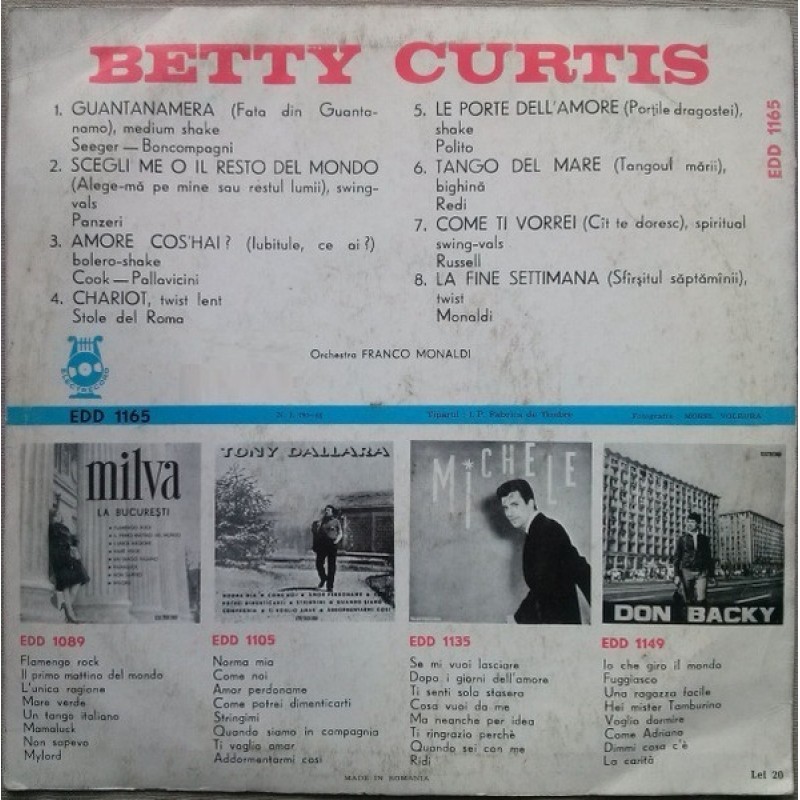 BETTY CURTIS
1. GUANTANAMERA (Fata din Guanta-
namo), medium shake
Seeger — Boncompagni
2. SCEGLI ME O IL RESTO DEL MONDO
(Alege-mă pe mine sau restul lumii), swing-
vals
Panzeri
3. AMORE COS'HAI? (Iubitule, ce ai?)
bolero-shake
Cook — Pallavicini
4. CHARIOT, twist lent
Stole del Roma
5. LE PORTE DELL'AMORE (Porțile dragostei),
shake
Polito
6. TANGO DEL MARE (Tangoul mării),
bighină
Redi
7. COME TI VORREI (Cît te doresc), spiritual
swing-vals
Russell
8. LA FINE SETTIMANA (Sfîrșitul săptămînii),
twist
Monaldi
EDD 1165
Orchestra FRANCO MONALDI
ELECTRECORD
EDD 1165
Tiparul: I.P. Fabrica de Timbre
milva
LA BUCUREȘTI
TONY DALLARA
MICHELE
DON BACKY
EDD 1089
Flamengo rock
Il primo mattino del mondo
L'unica ragione
Mare verde
Un tango italiano
Mamaluck
Non sapevo
Mylord
EDD 1105
Norma mia
Come noi
Amor perdoname
Come potrei dimenticarti
Stringimi
Quando siamo in campagnia
Ti voglio amar
Addormentarmi cosi
EDD 1135
Se mi vuoi lasciare
Dopo i giorni dell'amore
Ti senti sola stasera
Cosa vuoi da me
Ma neanche per idea
Ti ringrazio perchè
Quando sei con me
Ridi
EDD 1149
Io che giro il mondo
Fuggiasco
Una ragazza facile
Hei mister Tamburino
Voglio dormire
Come Adriano
Dimmi cosa c'è
La carità
MADE IN ROMANIA
Lei 20